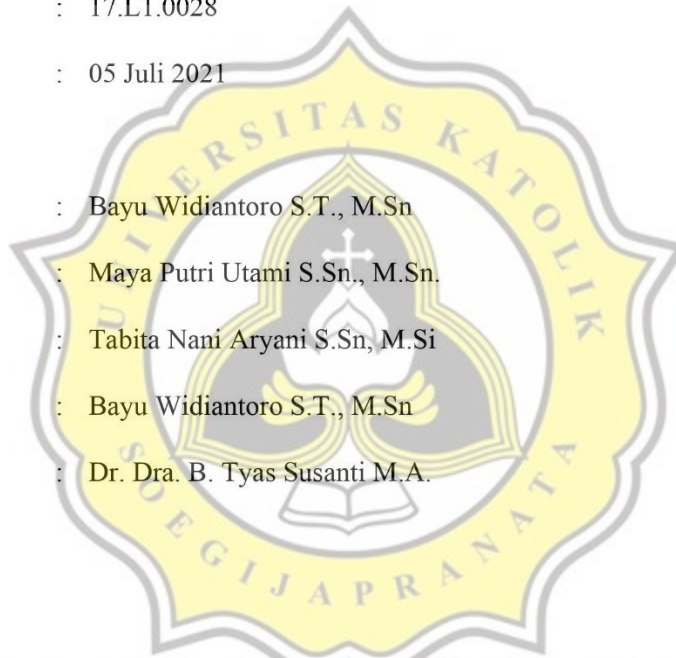 : 17.L1.0028
: 05 Juli 2021
UNIVERSITAS KATOLIK
: Bayu Widiantoro S.T., M.Sn
: Maya Putri Utami S.Sn., M.Sn.
: Tabita Nani Aryani S.Sn, M.Si
: Bayu Widiantoro S.T., M.Sn
: Dr. Dra. B. Tyas Susanti M.A.
SOEGIJAPRANATA